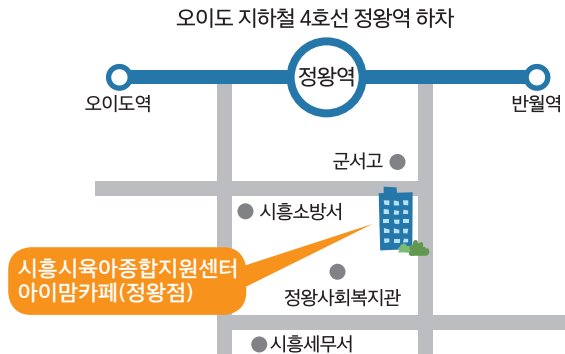 오이도 지하철 4호선 정왕역 하차
정왕역
오이도역
반월역
군서고
시흥소방서
시흥시육아종합지원센터
아이맘카페(정왕점)
정왕사회복지관
시흥세무서